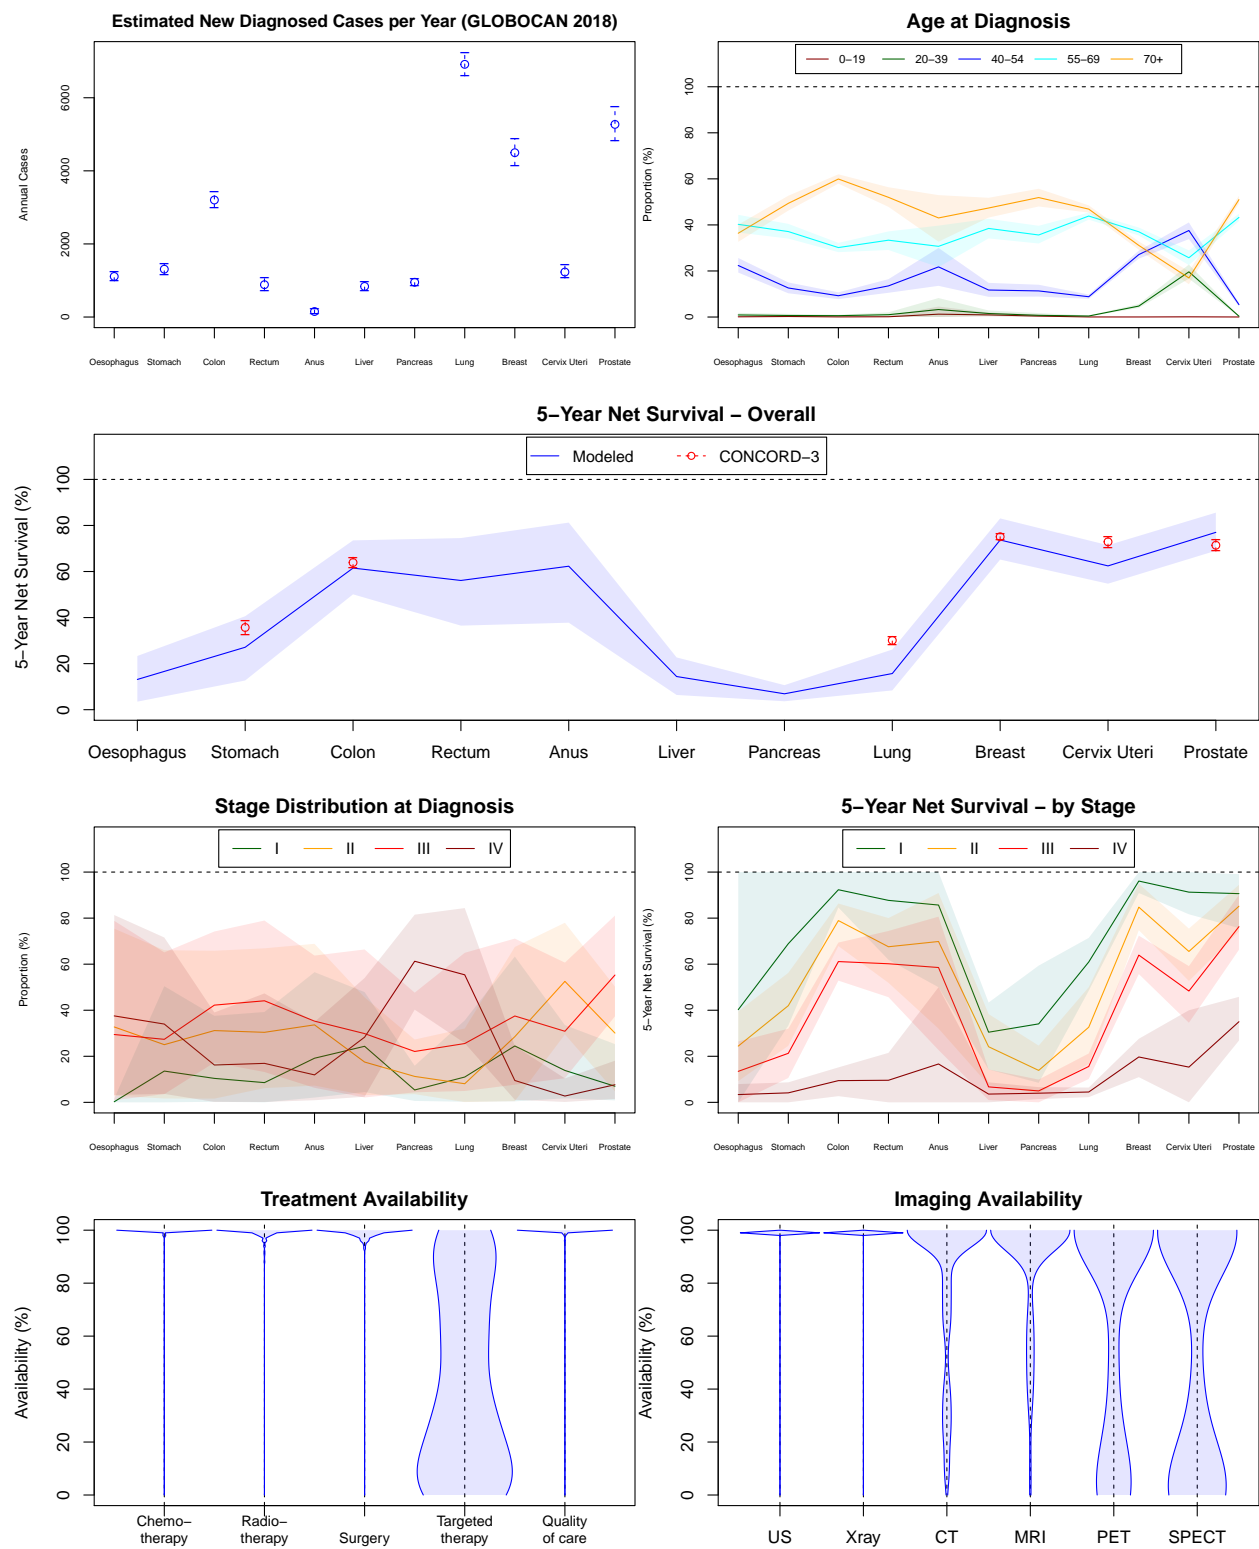 Estimated New Diagnosed Cases per Year (GLOBOCAN 2018)
Annual Cases
0
2000
4000
6000
Oesophagus Stomach Colon Rectum Anus Liver Pancreas Lung Breast Cervix Uteri Prostate
Age at Diagnosis
0−19 20−39 40−54 55−69 70+
Proportion (%)
0
20
40
60
80
100
Oesophagus Stomach Colon Rectum Anus Liver Pancreas Lung Breast Cervix Uteri Prostate
5−Year Net Survival − Overall
Modeled CONCORD−3
5−Year Net Survival (%)
0
20
40
60
80
100
Oesophagus Stomach Colon Rectum Anus Liver Pancreas Lung Breast Cervix Uteri Prostate
Stage Distribution at Diagnosis
I II III IV
Proportion (%)
0
20
40
60
80
100
Oesophagus Stomach Colon Rectum Anus Liver Pancreas Lung Breast Cervix Uteri Prostate
5−Year Net Survival − by Stage
I II III IV
5−Year Net Survival (%)
0
20
40
60
80
100
Oesophagus Stomach Colon Rectum Anus Liver Pancreas Lung Breast Cervix Uteri Prostate
Treatment Availability
Availability (%)
0
20
40
60
80
100
Chemo−
therapy
Radio−
therapy
Surgery
Targeted
therapy
Quality
of care
Imaging Availability
Availability (%)
0
20
40
60
80
100
US Xray CT MRI PET SPECT